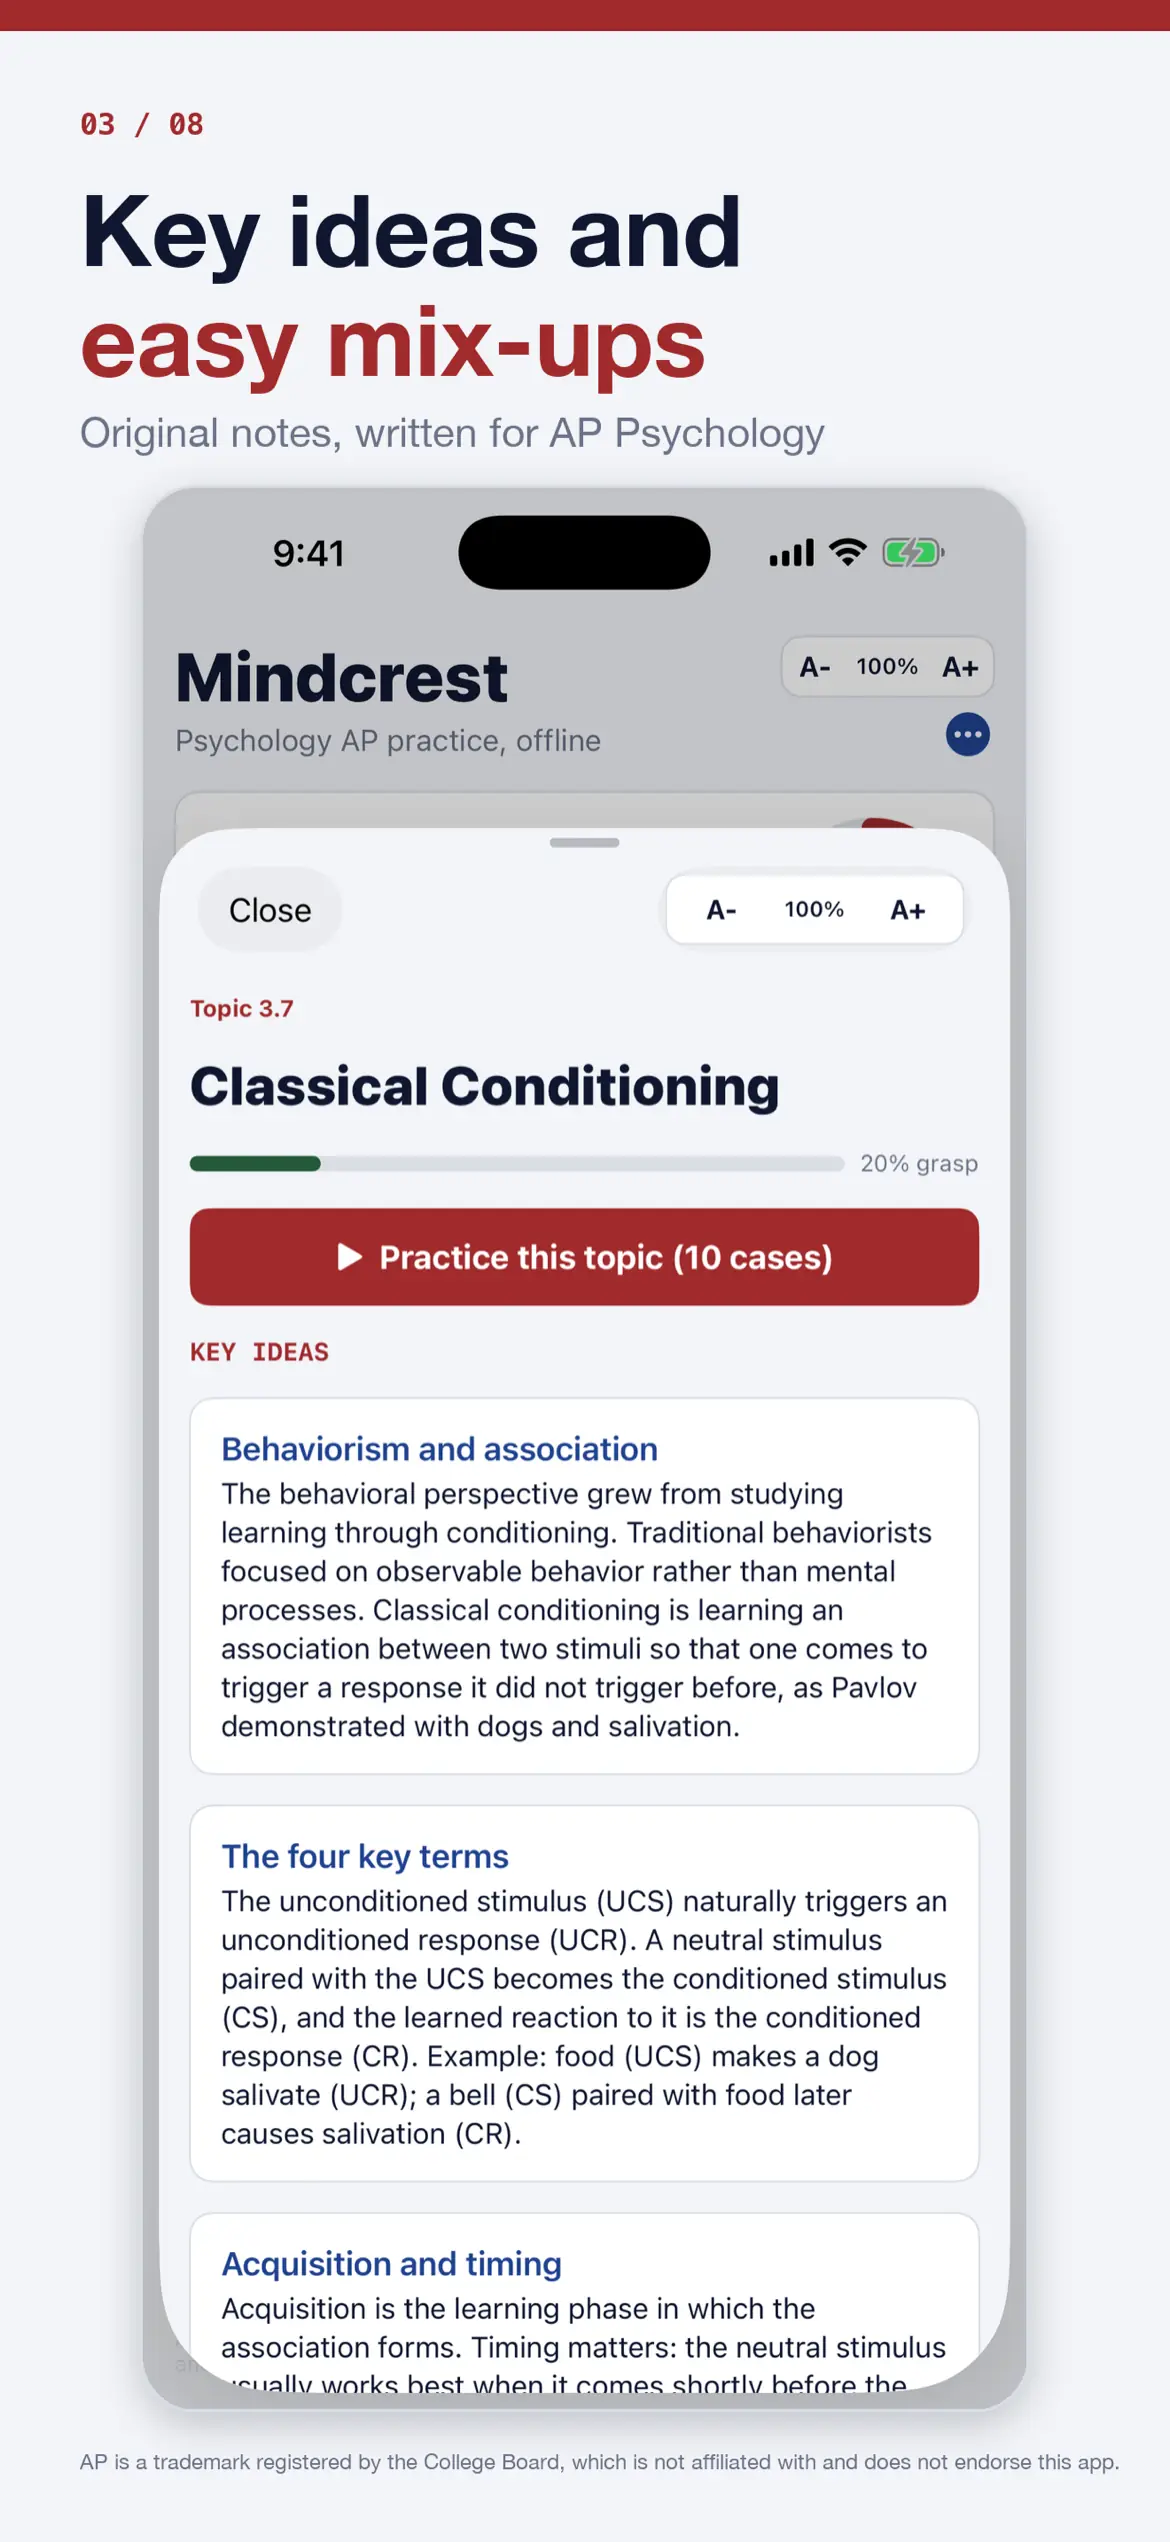 03 / 08
Key ideas and
easy mix-ups
Original notes, written for AP Psychology
9:41
Mindcrest
A- 100% A+
Psychology AP practice, offline
Close
A- 100% A+
Topic 3.7
Classical Conditioning
20% grasp
Practice this topic (10 cases)
KEY IDEAS
Behaviorism and association
The behavioral perspective grew from studying
learning through conditioning. Traditional behaviorists
focused on observable behavior rather than mental
processes. Classical conditioning is learning an
association between two stimuli so that one comes to
trigger a response it did not trigger before, as Pavlov
demonstrated with dogs and salivation.
The four key terms
The unconditioned stimulus (UCS) naturally triggers an
unconditioned response (UCR). A neutral stimulus
paired with the UCS becomes the conditioned stimulus
(CS), and the learned reaction to it is the conditioned
response (CR). Example: food (UCS) makes a dog
salivate (UCR); a bell (CS) paired with food later
causes salivation (CR).
Acquisition and timing
Acquisition is the learning phase in which the
association forms. Timing matters: the neutral stimulus
usually works best when it comes shortly before the
AP is a trademark registered by the College Board, which is not affiliated with and does not endorse this app.